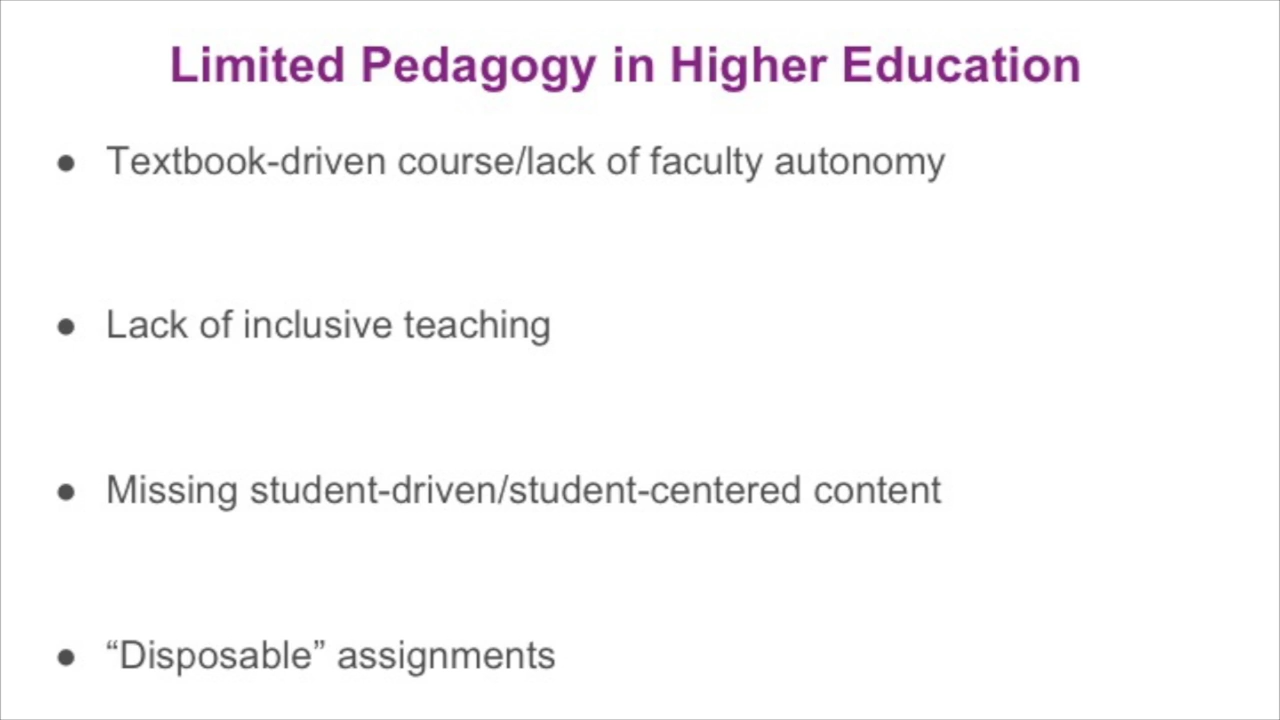 Limited Pedagogy in Higher Education
● Textbook-driven course/lack of faculty autonomy
● Lack of inclusive teaching
● Missing student-driven/student-centered content
● “Disposable” assignments